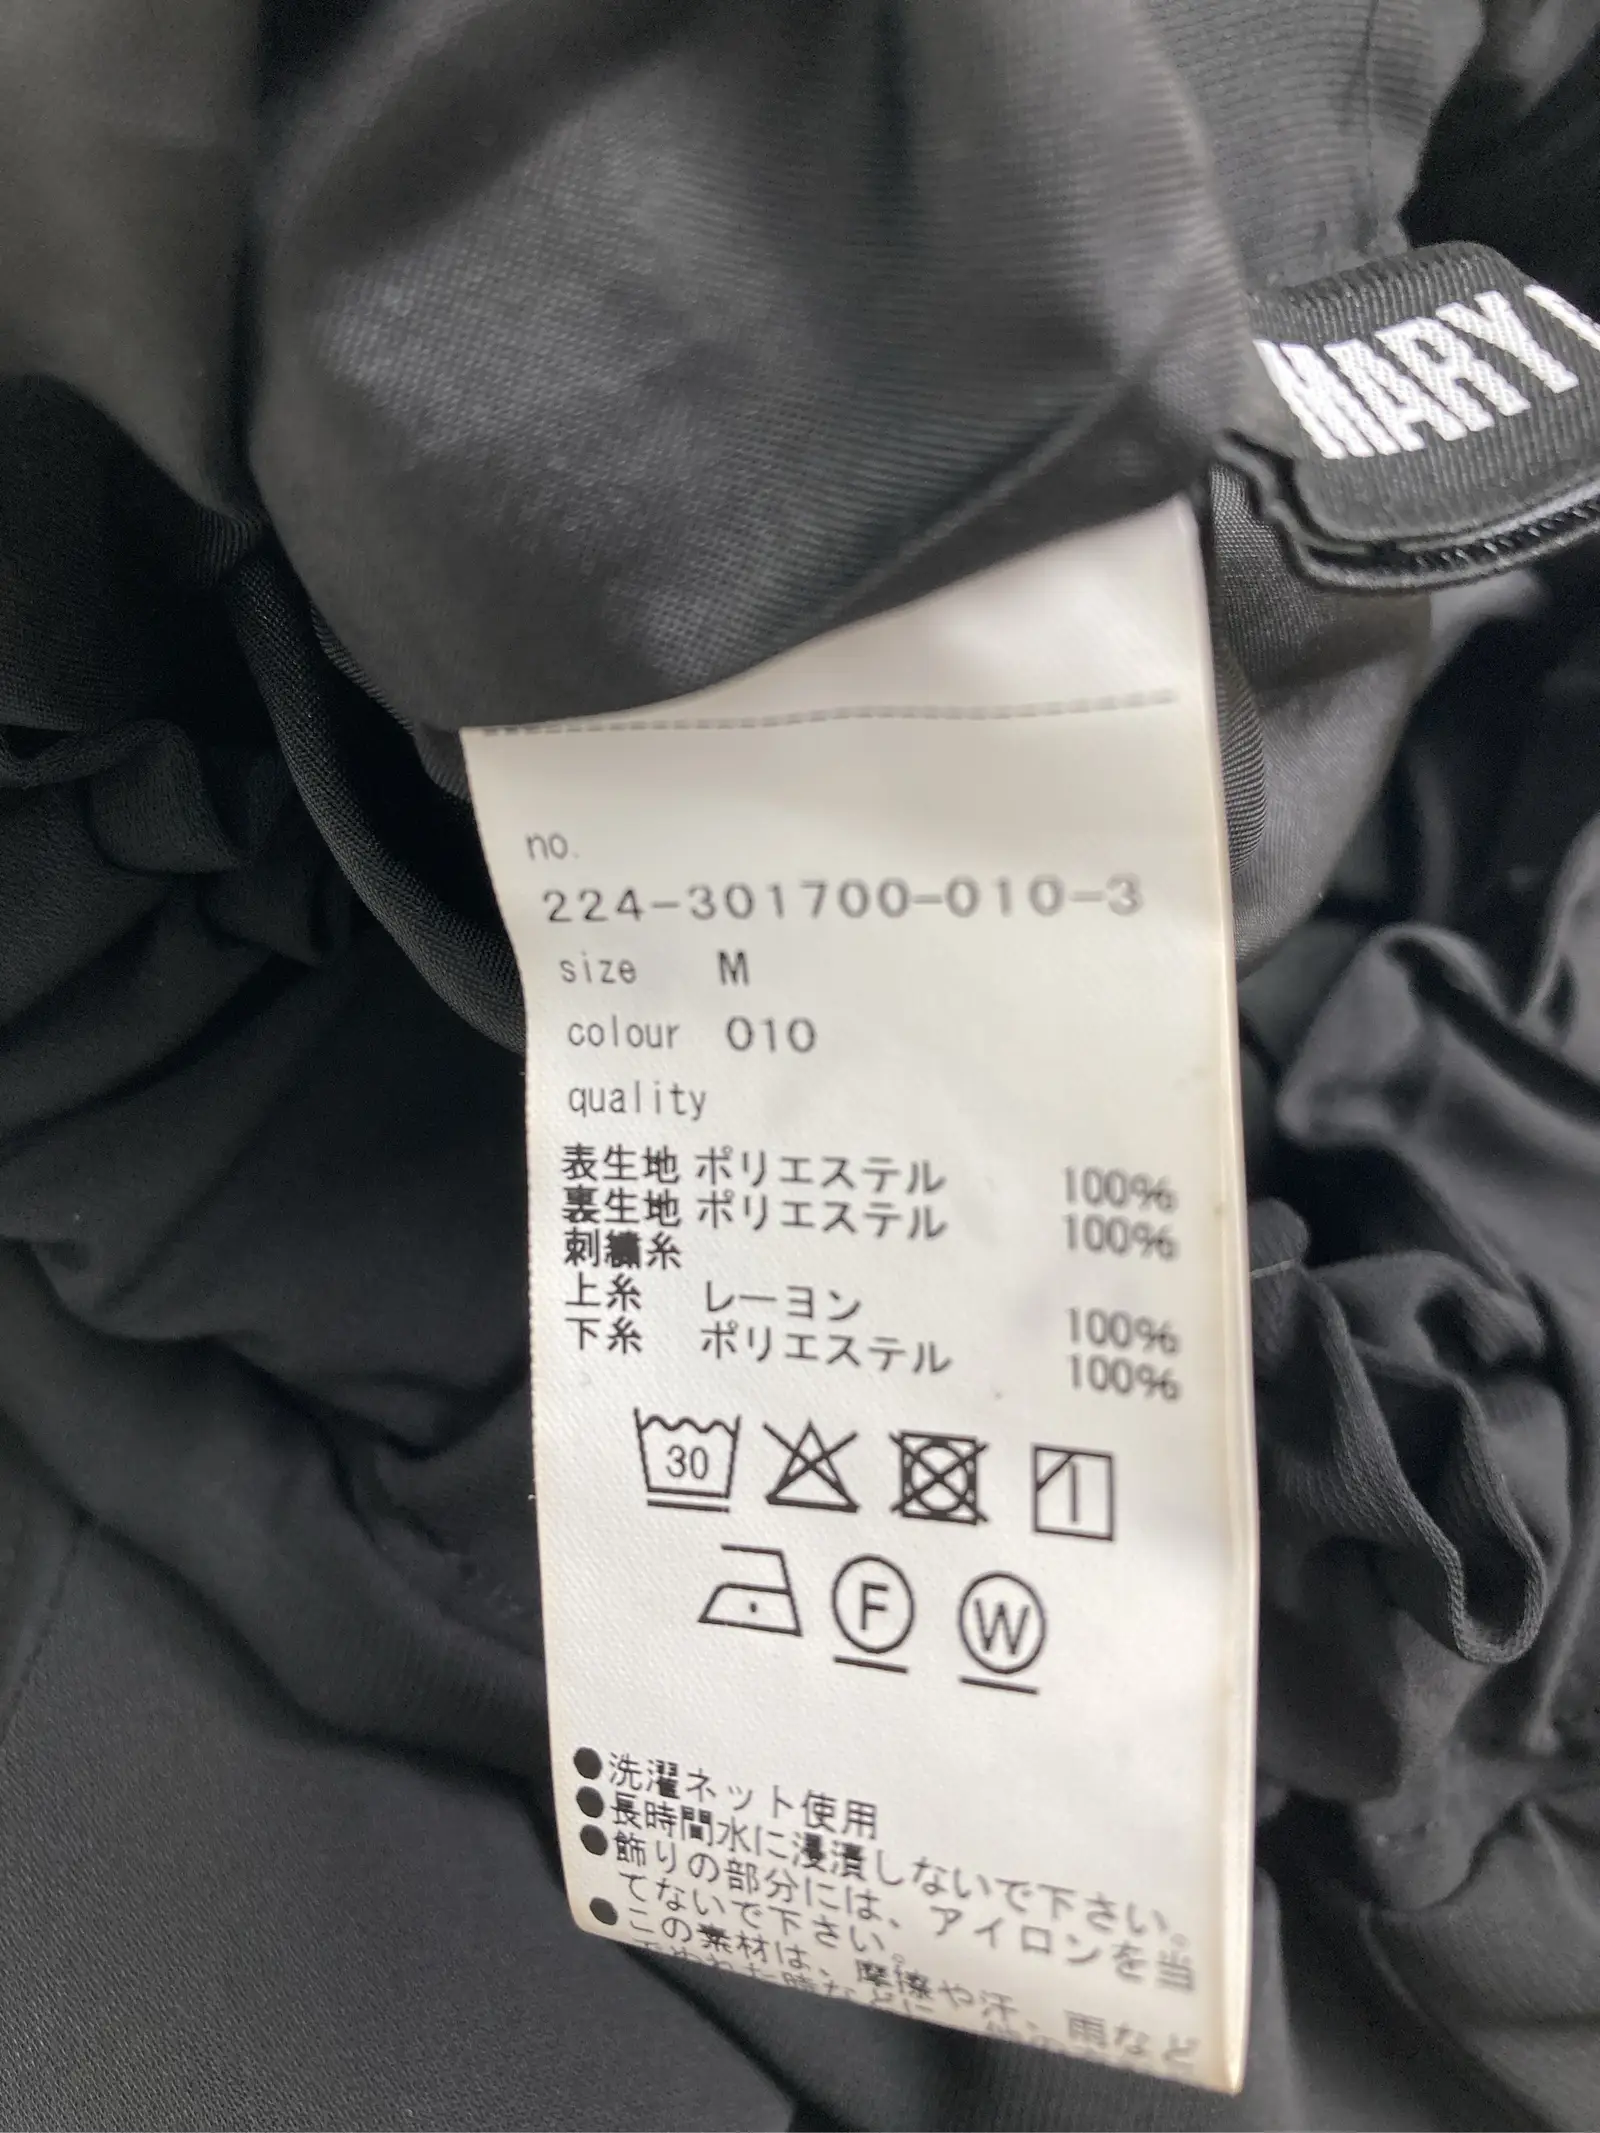 MARY
no.
224-301700-010-3
size M
colour 010
quality
表生地 ポリエステル 100%
裏生地 ポリエステル 100%
刺繍糸
上糸 レーヨン 100%
下糸 ポリエステル 100%
30
F W
●洗濯ネット使用
●長時間水に浸漬しないで下さい。
●飾りの部分には、アイロンを当
てないで下さい。
●この素材は、摩擦や汗、雨など